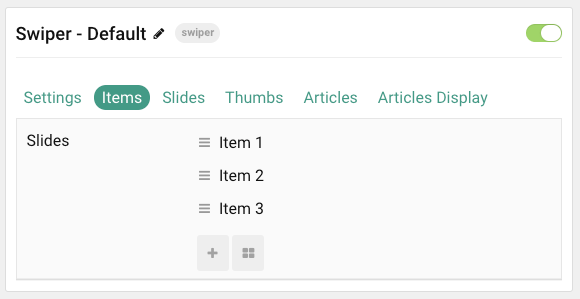 Swiper - Default swiper
Settings Items Slides Thumbs Articles Articles Display
Slides
Item 1
Item 2
Item 3